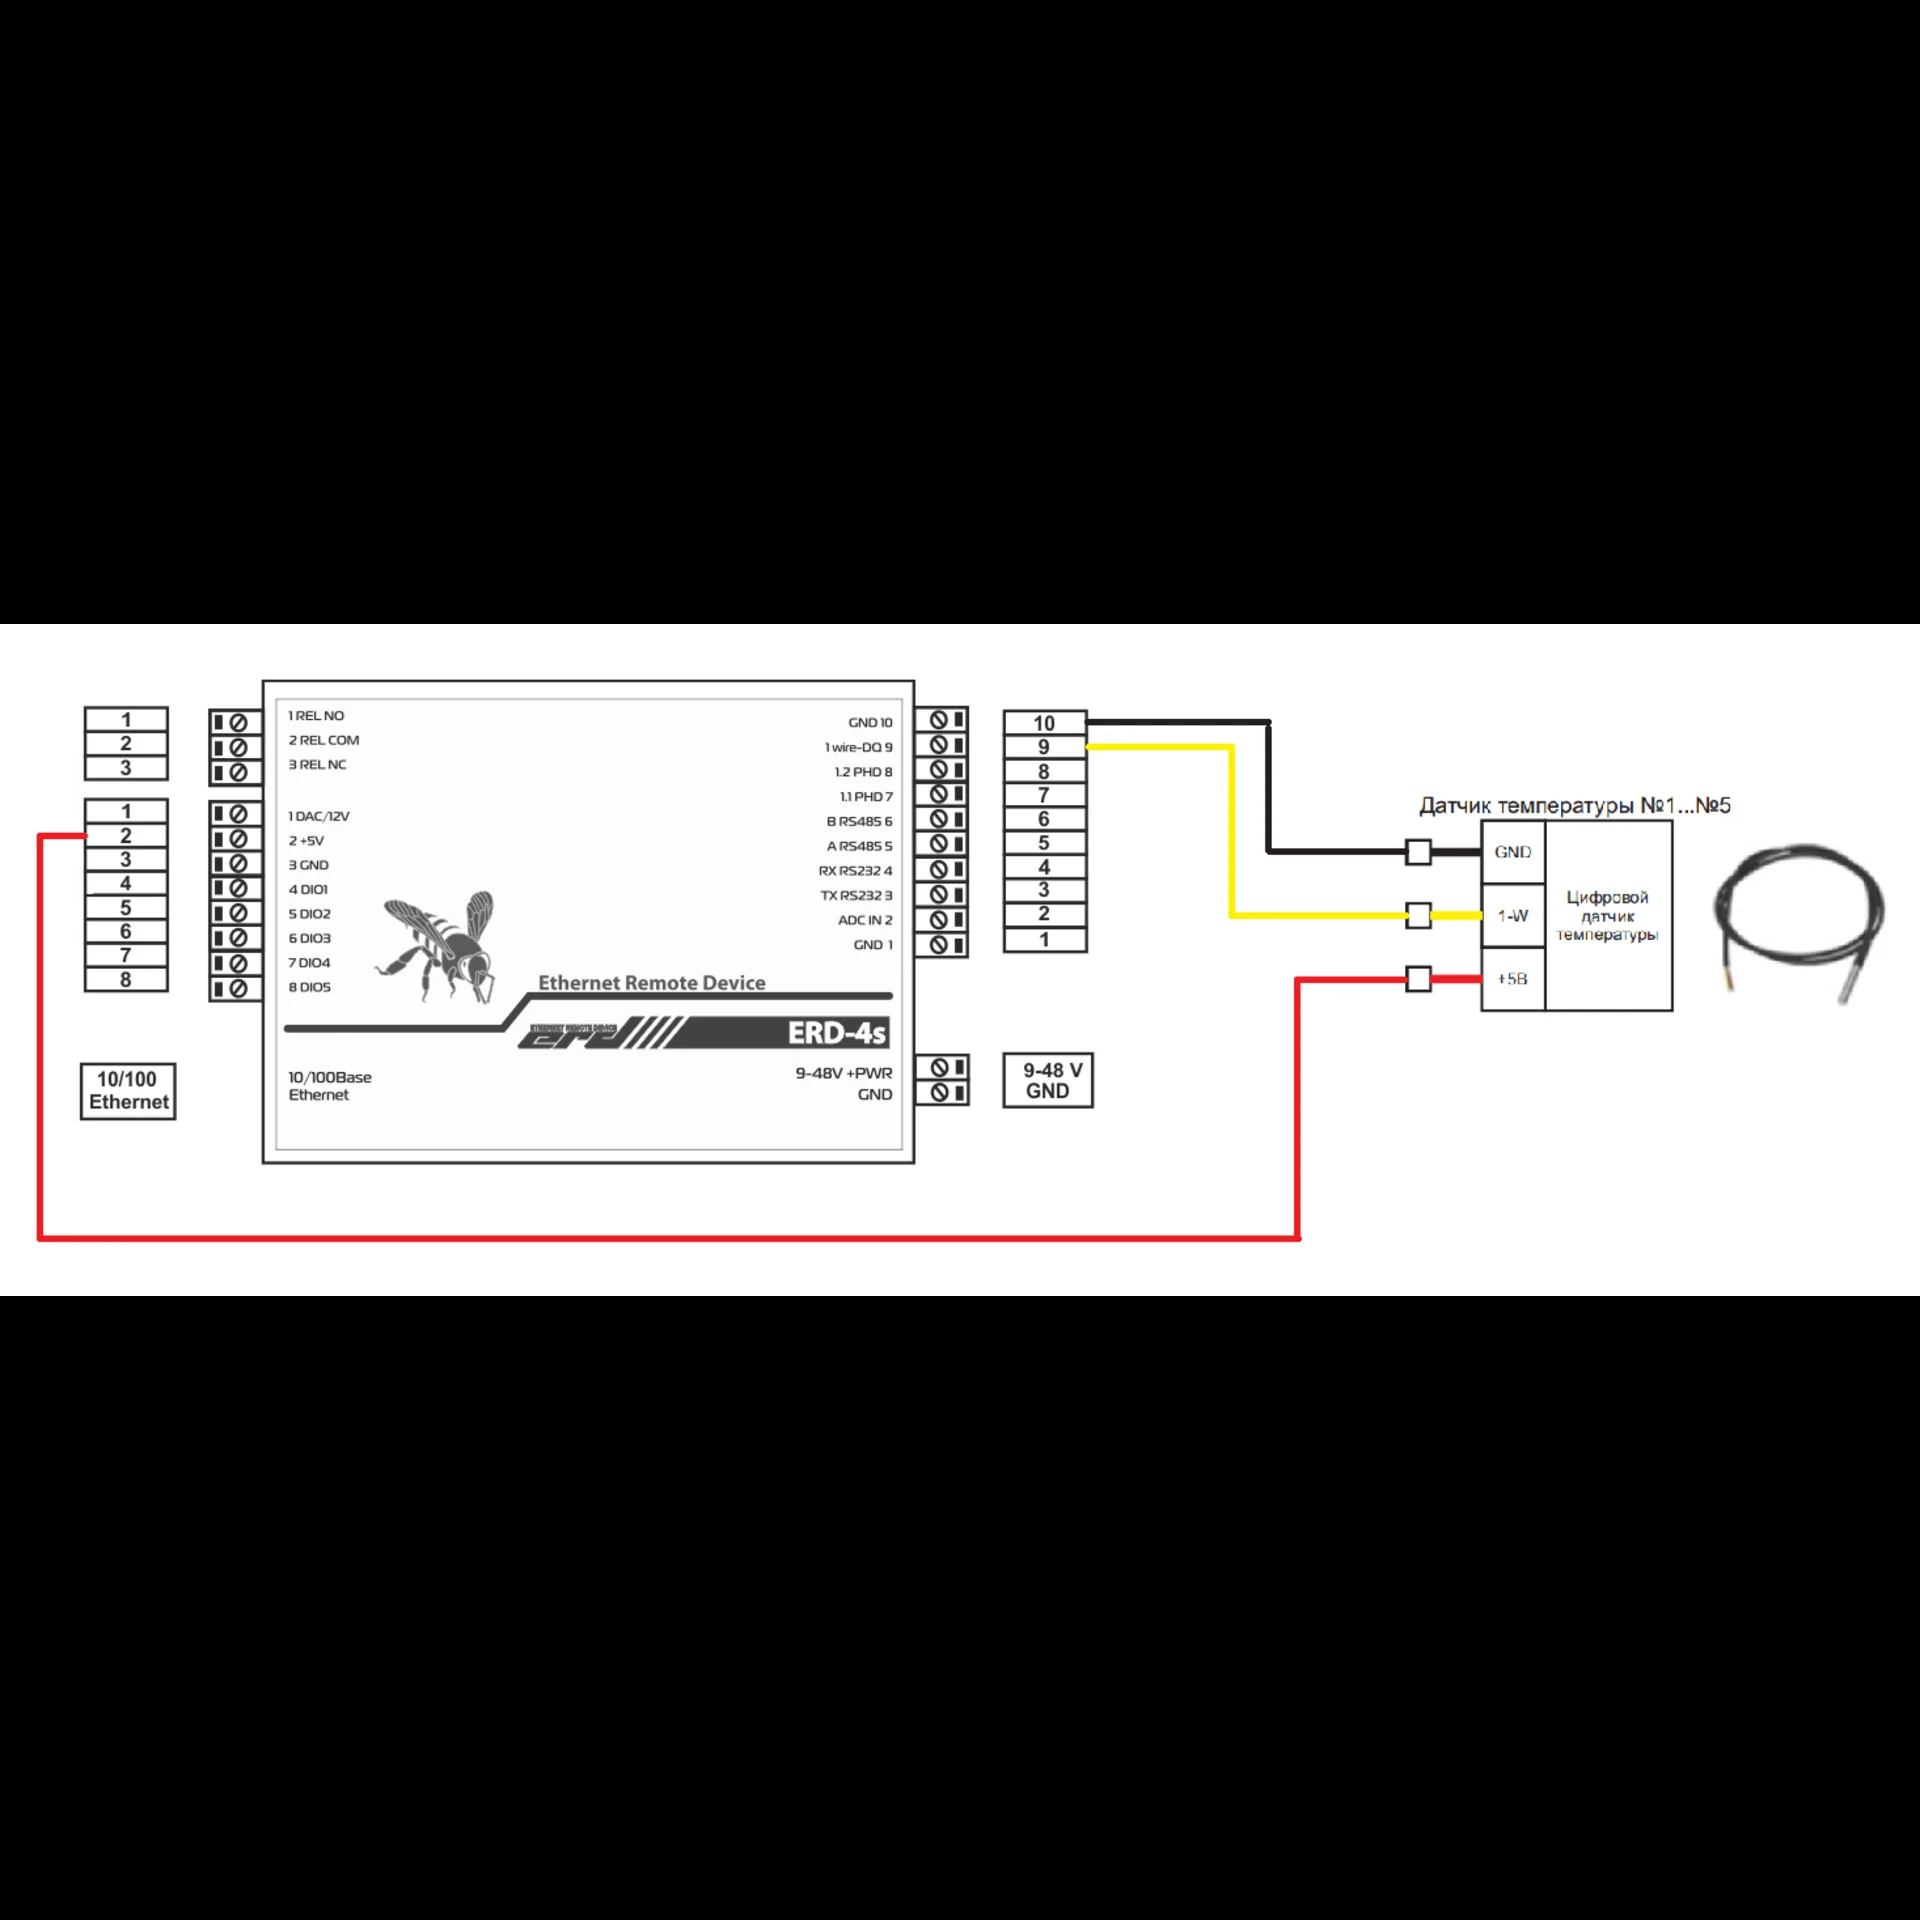 1
2
3
1
2
3
4
5
6
7
8
10/100
Ethernet
1 REL NO
2 REL COM
3 REL NC
1 DAC/12V
2 +5V
3 GND
4 DIO1
5 DIO2
6 DIO3
7 DIO4
8 DIO5
10/100Base
Ethernet
GND 10
1 wire-DQ 9
1.2 PHD 8
1.1 PHD 7
B RS485 6
A RS485 5
RX RS232 4
TX RS232 3
ADC IN 2
GND 1
Ethernet Remote Device
ETHERNET REMOTE DEVICE
erd
ERD-4s
9-48V +PWR
GND
10
9
8
7
6
5
4
3
2
1
9-48 V
GND
Датчик температуры №1...№5
GND
1-W
+5В
Цифровой
датчик
температуры